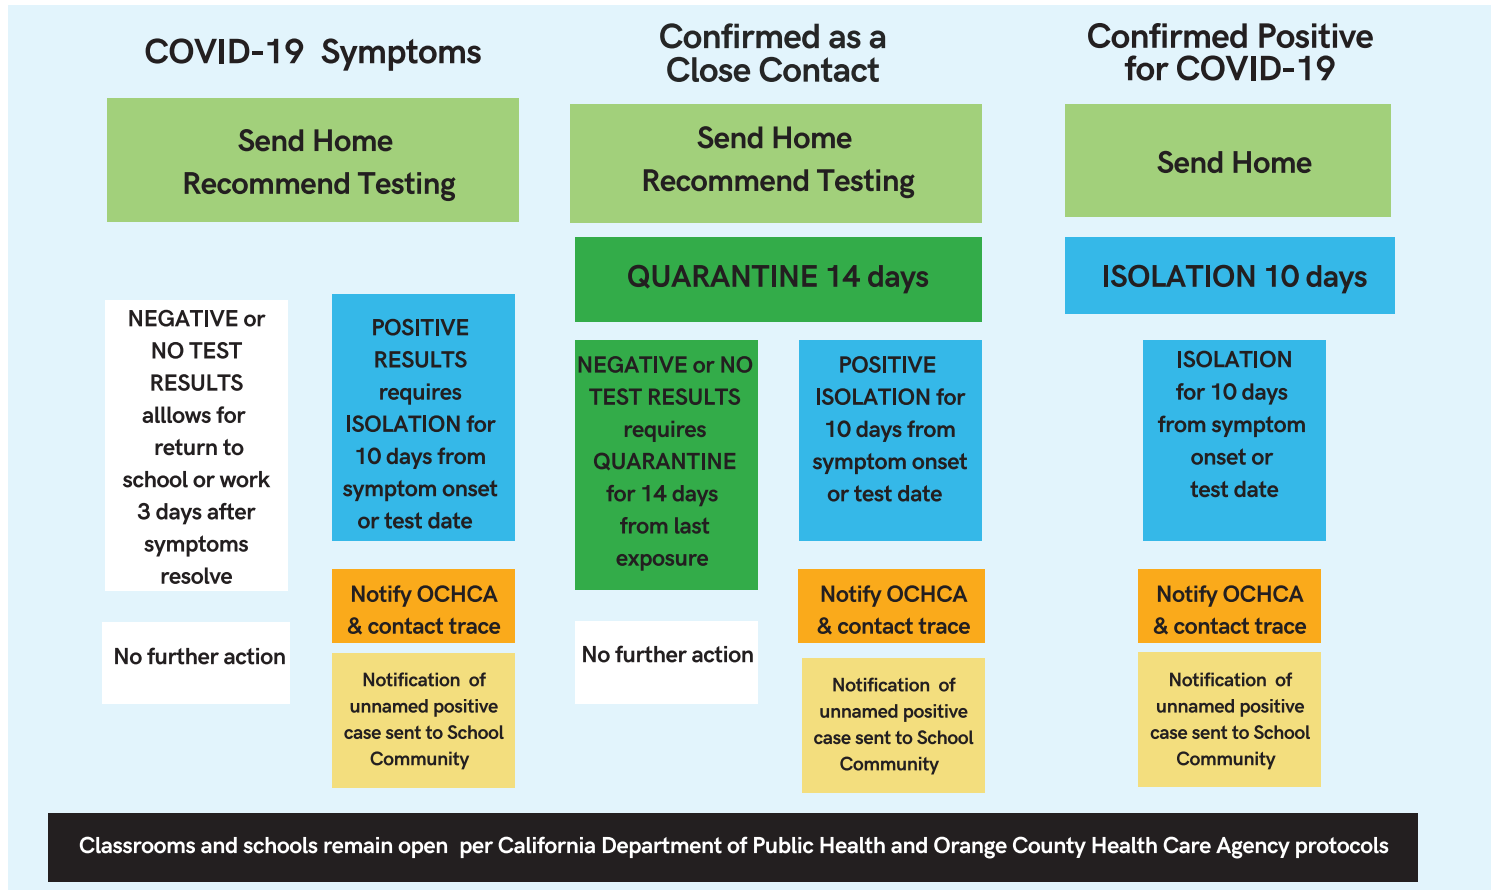 COVID-19 Symptoms
Send Home
Recommend Testing
NEGATIVE or
NO TEST
RESULTS
alllows for
return to
school or work
3 days after
symptoms
resolve
No further action
POSITIVE
RESULTS
requires
ISOLATION for
10 days from
symptom onset
or test date
Notify OCHCA
& contact trace
Notification of
unnamed positive
case sent to School
Community
Confirmed as a
Close Contact
Send Home
Recommend Testing
QUARANTINE 14 days
NEGATIVE or NO
TEST RESULTS
requires
QUARANTINE
for 14 days
from last
exposure
No further action
POSITIVE
ISOLATION for
10 days from
symptom onset
or test date
Notify OCHCA
& contact trace
Notification of
unnamed positive
case sent to School
Community
Confirmed Positive
for COVID-19
Send Home
ISOLATION 10 days
ISOLATION
for 10 days
from symptom
onset or
test date
Notify OCHCA
& contact trace
Notification of
unnamed positive
case sent to School
Community
Classrooms and schools remain open per California Department of Public Health and Orange County Health Care Agency protocols